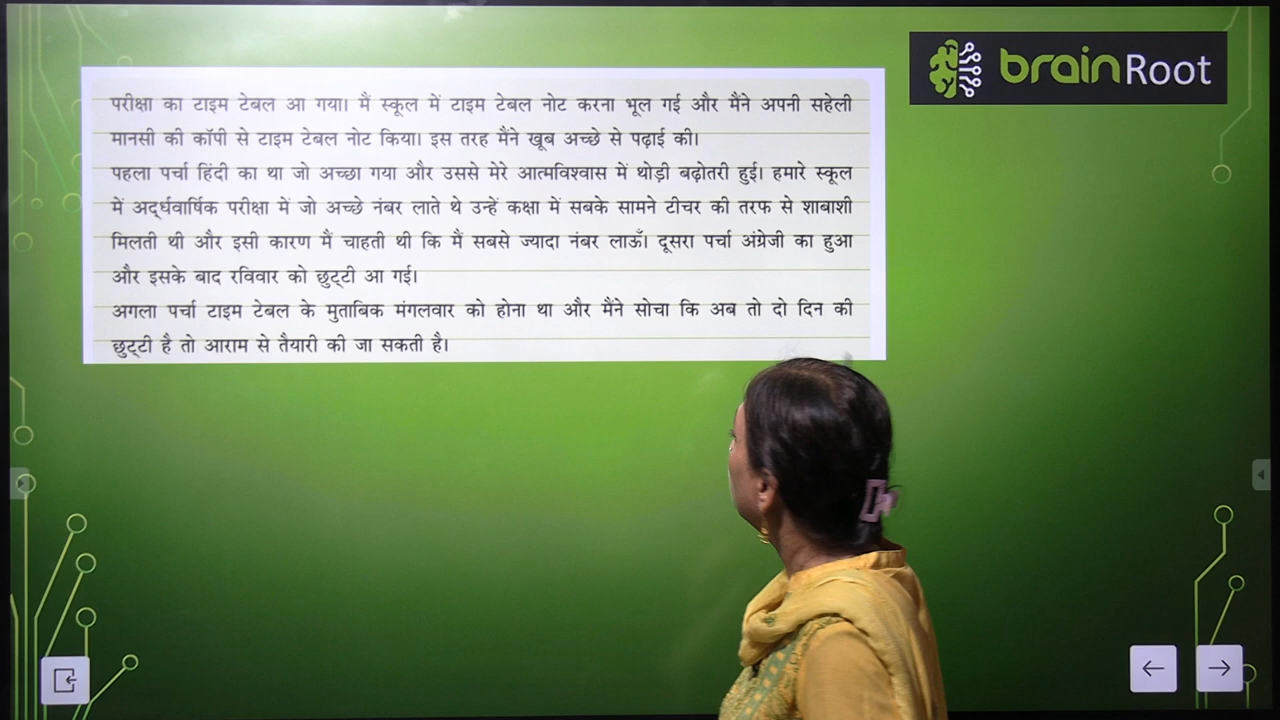 brainRoot
परीक्षा का टाइम टेबल आ गया। मैं स्कूल में टाइम टेबल नोट करना भूल गई और मैंने अपनी सहेली
मानसी की कॉपी से टाइम टेबल नोट किया। इस तरह मैंने खूब अच्छे से पढ़ाई की।
पहला पर्चा हिंदी का था जो अच्छा गया और उससे मेरे आत्मविश्वास में थोड़ी बढ़ोतरी हुई। हमारे स्कूल
में अद्र्धवार्षिक परीक्षा में जो अच्छे नंबर लाते थे उन्हें कक्षा में सबके सामने टीचर की तरफ से शाबाशी
मिलती थी और इसी कारण मैं चाहती थी कि मैं सबसे ज्यादा नंबर लाऊँ। दूसरा पर्चा अंग्रेजी का हुआ
और इसके बाद रविवार को छुट्टी आ गई।
अगला पर्चा टाइम टेबल के मुताबिक मंगलवार को होना था और मैंने सोचा कि अब तो दो दिन की
छुट्टी है तो आराम से तैयारी की जा सकती है।